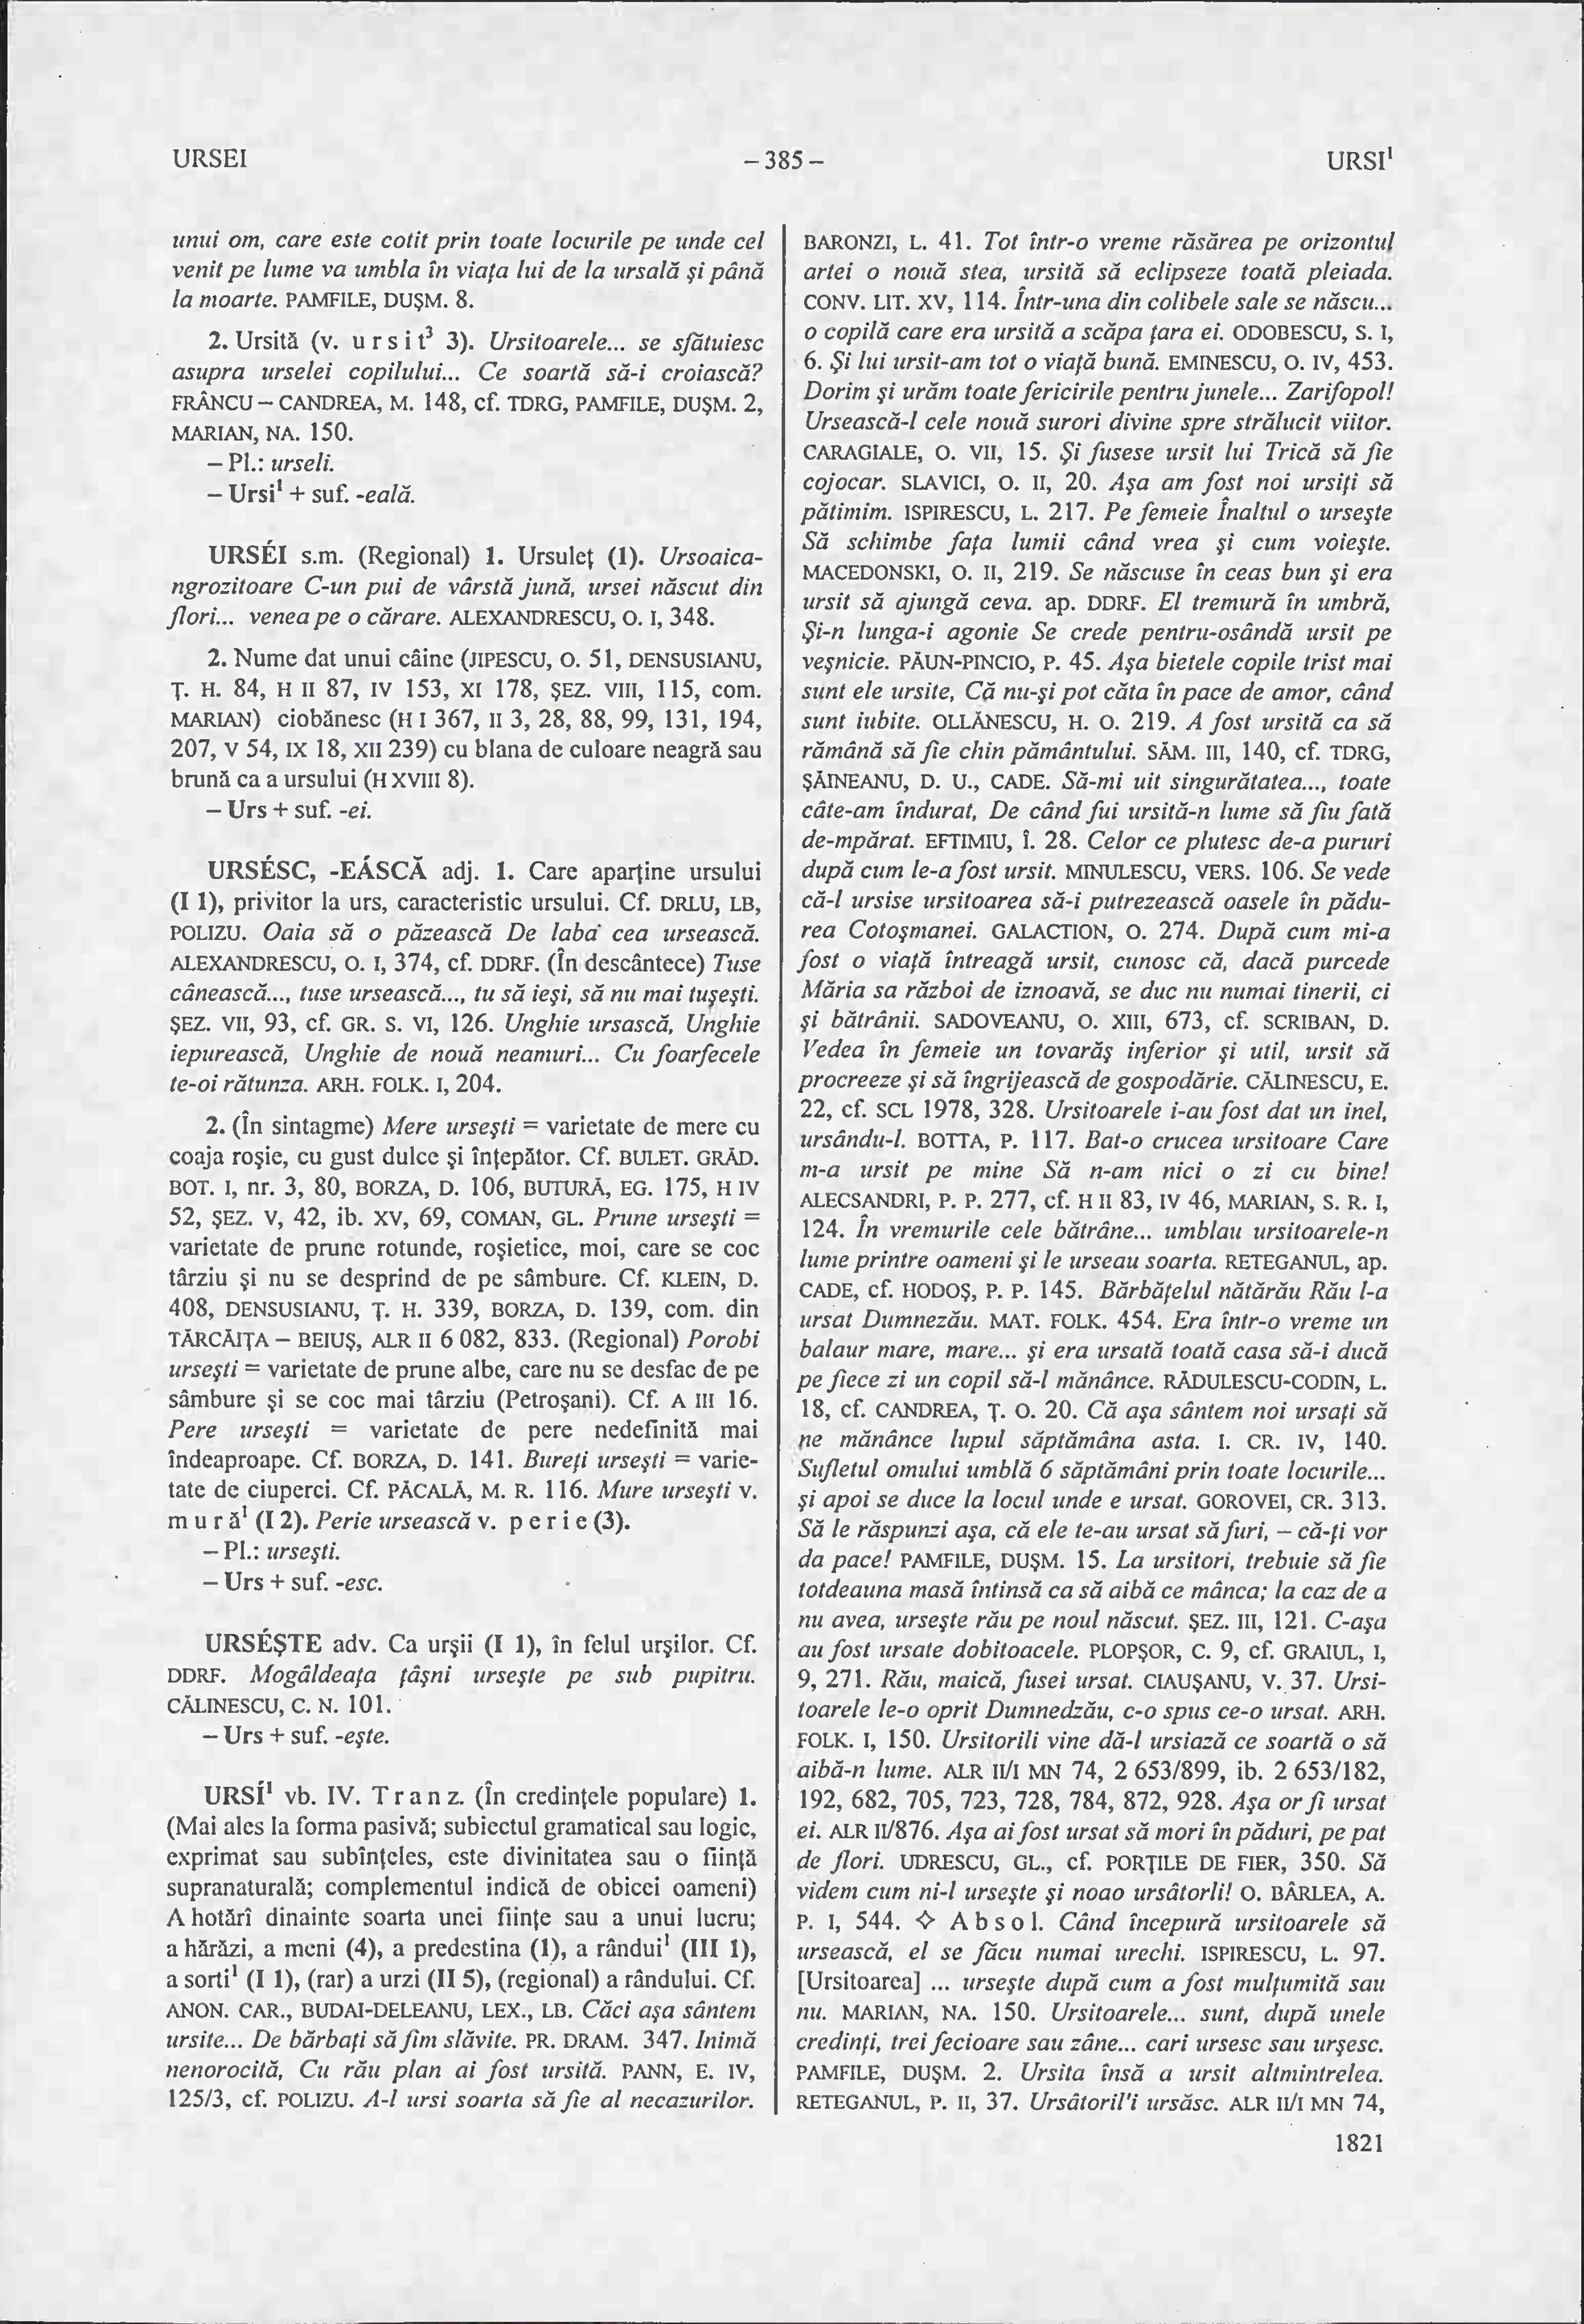 URSEI
– 385 –
URSI¹
unui om, care este cotit prin toate locurile pe unde cel
venit pe lume va umbla în viaţa lui de la ursală şi până
la moarte. PAMFILE, DUŞM. 8.
2. Ursită (v. u r s i t³ 3). Ursitoarele... se sfătuiesc
asupra urselei copilului... Ce soartă să-i croiască?
FRÂNCU – CANDREA, M. 148, cf. TDRG, PAMFILE, DUŞM. 2,
MARIAN, NA. 150.
– Pl.: urseli.
– Ursi¹ + suf. -eală.
URSÉI s.m. (Regional) 1. Ursuleţ (1). Ursoaica-
ngrozitoare C-un pui de vârstă jună, ursei născut din
flori... venea pe o cărare. ALEXANDRESCU, O. I, 348.
2. Nume dat unui câine (JIPESCU, O. 51, DENSUSIANU,
Ţ. H. 84, H II 87, IV 153, XI 178, ŞEZ. VIII, 115, com.
MARIAN) ciobănesc (H I 367, II 3, 28, 88, 99, 131, 194,
207, V 54, IX 18, XII 239) cu blana de culoare neagră sau
brună ca a ursului (H XVIII 8).
– Urs + suf. -ei.
URSÉSC, -EÁSCĂ adj. 1. Care aparţine ursului
(I 1), privitor la urs, caracteristic ursului. Cf. DRLU, LB,
POLIZU. Oaia să o păzească De laba cea ursească.
ALEXANDRESCU, O. I, 374, cf. DDRF. (În descântece) Tuse
cânească..., tuse ursească..., tu să ieşi, să nu mai tuşeşti.
ŞEZ. VII, 93, cf. GR. S. VI, 126. Unghie ursască, Unghie
iepurească, Unghie de nouă neamuri... Cu foarfecele
te-oi rătunza. ARH. FOLK. I, 204.
2. (În sintagme) Mere urseşti = varietate de mere cu
coaja roşie, cu gust dulce şi înţepător. Cf. BULET. GRĂD.
BOT. I, nr. 3, 80, BORZA, D. 106, BUTURĂ, EG. 175, H IV
52, ŞEZ. V, 42, ib. XV, 69, COMAN, GL. Prune urseşti =
varietate de prune rotunde, roşietice, moi, care se coc
târziu şi nu se desprind de pe sâmbure. Cf. KLEIN, D.
408, DENSUSIANU, Ţ. H. 339, BORZA, D. 139, com. din
TĂRCĂIŢA – BEIUŞ, ALR II 6 082, 833. (Regional) Porobi
urseşti = varietate de prune albe, care nu se desfac de pe
sâmbure şi se coc mai târziu (Petroşani). Cf. A III 16.
Pere urseşti = varietate de pere nedefinită mai
îndeaproape. Cf. BORZA, D. 141. Bureţi urseşti = varie-
tate de ciuperci. Cf. PĂCALĂ, M. R. 116. Mure urseşti v.
m u r ă¹ (I 2). Perie ursească v. p e r i e (3).
– Pl.: urseşti.
– Urs + suf. -esc.
URSÉŞTE adv. Ca urşii (I 1), în felul urşilor. Cf.
DDRF. Mogâldeaţa ţâşni urseşte pe sub pupitru.
CĂLINESCU, C. N. 101.
– Urs + suf. -eşte.
URSÍ¹ vb. IV. T r a n z. (În credinţele populare) 1.
(Mai ales la forma pasivă; subiectul gramatical sau logic,
exprimat sau subînţeles, este divinitatea sau o fiinţă
supranaturală; complementul indică de obicei oameni)
A hotărî dinainte soarta unei fiinţe sau a unui lucru;
a hărăzi, a meni (4), a predestina (1), a rândui¹ (III 1),
a sorti¹ (I 1), (rar) a urzi (II 5), (regional) a rândului. Cf.
ANON. CAR., BUDAI-DELEANU, LEX., LB. Căci aşa sântem
ursite... De bărbaţi să fim slăvite. PR. DRAM. 347. Inimă
nenorocită, Cu rău plan ai fost ursită. PANN, E. IV,
125/3, cf. POLIZU. A-l ursi soarta să fie al necazurilor.
BARONZI, L. 41. Tot într-o vreme răsărea pe orizontul
artei o nouă stea, ursită să eclipseze toată pleiada.
CONV. LIT. XV, 114. Într-una din colibele sale se născu...
o copilă care era ursită a scăpa ţara ei. ODOBESCU, S. I,
6. Şi lui ursit-am tot o viaţă bună. EMINESCU, O. IV, 453.
Dorim şi urăm toate fericirile pentru junele... Zarifopol!
Ursească-l cele nouă surori divine spre strălucit viitor.
CARAGIALE, O. VII, 15. Şi fusese ursit lui Trică să fie
cojocar. SLAVICI, O. II, 20. Aşa am fost noi ursiţi să
pătimim. ISPIRESCU, L. 217. Pe femeie Înaltul o urseşte
Să schimbe faţa lumii când vrea şi cum voieşte.
MACEDONSKI, O. II, 219. Se născuse în ceas bun şi era
ursit să ajungă ceva. ap. DDRF. El tremură în umbră,
Şi-n lunga-i agonie Se crede pentru-osândă ursit pe
veşnicie. PĂUN-PINCIO, P. 45. Aşa bietele copile trist mai
sunt ele ursite, Că nu-şi pot căta în pace de amor, când
sunt iubite. OLLĂNESCU, H. O. 219. A fost ursită ca să
rămână să fie chin pământului. SĂM. III, 140, cf. TDRG,
ŞĂINEANU, D. U., CADE. Să-mi uit singurătatea..., toate
câte-am îndurat, De când fui ursită-n lume să fiu fată
de-mpărat. EFTIMIU, Î. 28. Celor ce plutesc de-a pururi
după cum le-a fost ursit. MINULESCU, VERS. 106. Se vede
că-l ursise ursitoarea să-i putrezească oasele în pădu-
rea Cotoşmanei. GALACTION, O. 274. După cum mi-a
fost o viaţă întreagă ursit, cunosc că, dacă purcede
Măria sa război de iznoavă, se duc nu numai tinerii, ci
şi bătrânii. SADOVEANU, O. XIII, 673, cf. SCRIBAN, D.
Vedea în femeie un tovarăş inferior şi util, ursit să
procreeze şi să îngrijească de gospodărie. CĂLINESCU, E.
22, cf. SCL 1978, 328. Ursitoarele i-au fost dat un inel,
ursându-l. BOTTA, P. 117. Bat-o crucea ursitoare Care
m-a ursit pe mine Să n-am nici o zi cu bine!
ALECSANDRI, P. P. 277, cf. H II 83, IV 46, MARIAN, S. R. I,
124. În vremurile cele bătrâne... umblau ursitoarele-n
lume printre oameni şi le urseau soarta. RETEGANUL, ap.
CADE, cf. HODOŞ, P. P. 145. Bărbăţelul nătărău Rău l-a
ursat Dumnezău. MAT. FOLK. 454. Era într-o vreme un
balaur mare, mare... şi era ursată toată casa să-i ducă
pe fiece zi un copil să-l mănânce. RĂDULESCU-CODIN, L.
18, cf. CANDREA, Ţ. O. 20. Că aşa sântem noi ursaţi să
ne mănânce lupul săptămâna asta. I. CR. IV, 140.
Sufletul omului umblă 6 săptămâni prin toate locurile...
şi apoi se duce la locul unde e ursat. GOROVEI, CR. 313.
Să le răspunzi aşa, că ele te-au ursat să furi, – că-ţi vor
da pace! PAMFILE, DUŞM. 15. La ursitori, trebuie să fie
totdeauna masă întinsă ca să aibă ce mânca; la caz de a
nu avea, urseşte rău pe noul născut. ŞEZ. III, 121. C-aşa
au fost ursate dobitoacele. PLOPŞOR, C. 9, cf. GRAIUL, I,
9, 271. Rău, maică, fusei ursat. CIAUŞANU, V. 37. Ursi-
toarele le-o oprit Dumnedzău, c-o spus ce-o ursat. ARH.
FOLK. I, 150. Ursitorili vine dă-l ursiază ce soartă o să
aibă-n lume. ALR II/I MN 74, 2 653/899, ib. 2 653/182,
192, 682, 705, 723, 728, 784, 872, 928. Aşa or fi ursat
ei. ALR II/876. Aşa ai fost ursat să mori în păduri, pe pat
de flori. UDRESCU, GL., cf. PORŢILE DE FIER, 350. Să
videm cum ni-l urseşte şi noao ursâtorli! O. BÂRLEA, A.
P. I, 544. ◇ A b s o l. Când începură ursitoarele să
ursească, el se făcu numai urechi. ISPIRESCU, L. 97.
[Ursitoarea] ... urseşte după cum a fost mulţumită sau
nu. MARIAN, NA. 150. Ursitoarele... sunt, după unele
credinţi, trei fecioare sau zâne... cari ursesc sau urşesc.
PAMFILE, DUŞM. 2. Ursita însă a ursit altmintrelea.
RETEGANUL, P. II, 37. Ursâtoril'i ursăsc. ALR II/I MN 74,
1821